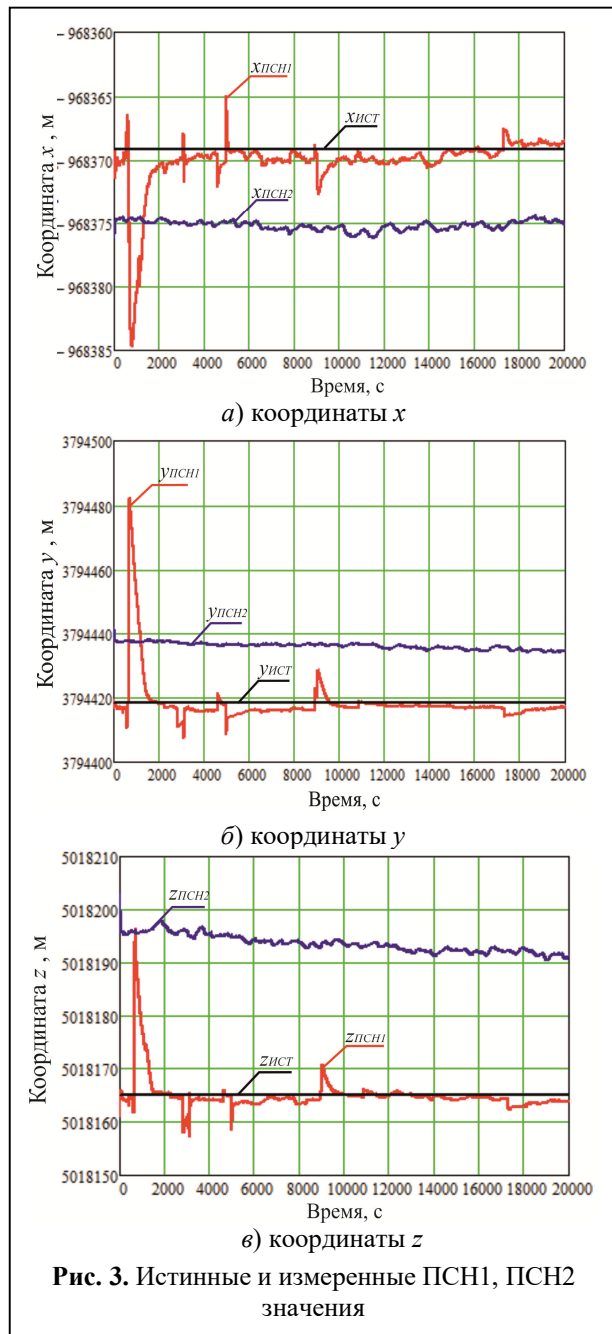 − 968360
− 968365
− 968370
− 968375
− 968380
− 968385
Координата x , м
xПСН1
xИСТ
xПСН2
0 2000 4000 6000 8000 10000 12000 14000 16000 18000 20000
Время, с
а) координаты x
3794500
3794480
3794460
3794440
3794420
3794400
Координата y , м
yПСН1
yПСН2
yИСТ
0 2000 4000 6000 8000 10000 12000 14000 16000 18000 20000
Время, с
б) координаты y
5018210
5018200
5018190
5018180
5018170
5018160
5018150
Координата z , м
zПСН2
zПСН1
zИСТ
0 2000 4000 6000 8000 10000 12000 14000 16000 18000 20000
Время, с
в) координаты z
Рис. 3. Истинные и измеренные ПСН1, ПСН2
значения